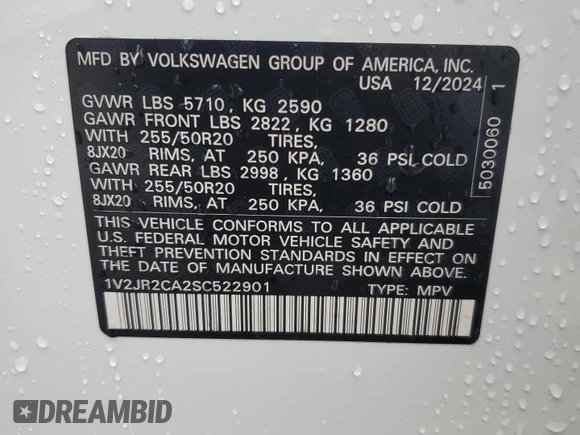 MFD BY VOLKSWAGEN GROUP OF AMERICA, INC.
USA 12/2024
GVWR LBS 5710, KG 2590
GAWR FRONT LBS 2822, KG 1280
WITH 255/50R20 TIRES,
8JX20 RIMS, AT 250 KPA, 36 PSI COLD
GAWR REAR LBS 2998, KG 1360
WITH 255/50R20 TIRES,
8JX20 RIMS, AT 250 KPA, 36 PSI COLD
THIS VEHICLE CONFORMS TO ALL APPLICABLE
U.S. FEDERAL MOTOR VEHICLE SAFETY AND
THEFT PREVENTION STANDARDS IN EFFECT ON
THE DATE OF MANUFACTURE SHOWN ABOVE.
1V2JR2CA2SC522901 TYPE: MPV
5030060 1
DREAMBID